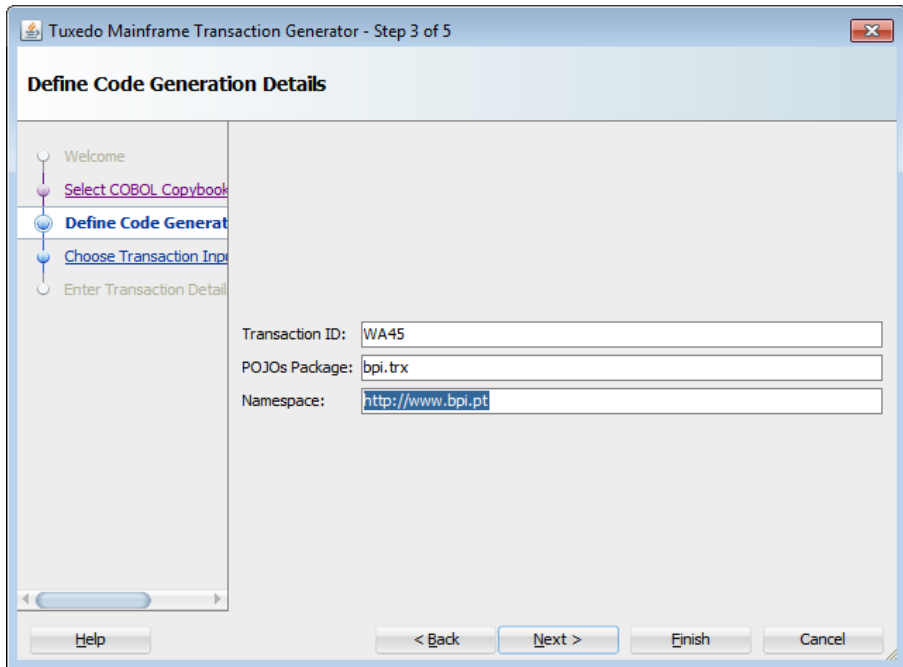 Tuxedo Mainframe Transaction Generator - Step 3 of 5
Define Code Generation Details
Welcome
Select COBOL Copybook
Define Code Generat
Choose Transaction Inpu
Enter Transaction Detail
Transaction ID: WA45
POJOs Package: bpi.trx
Namespace: http://www.bpi.pt
Help < Back Next > Finish Cancel